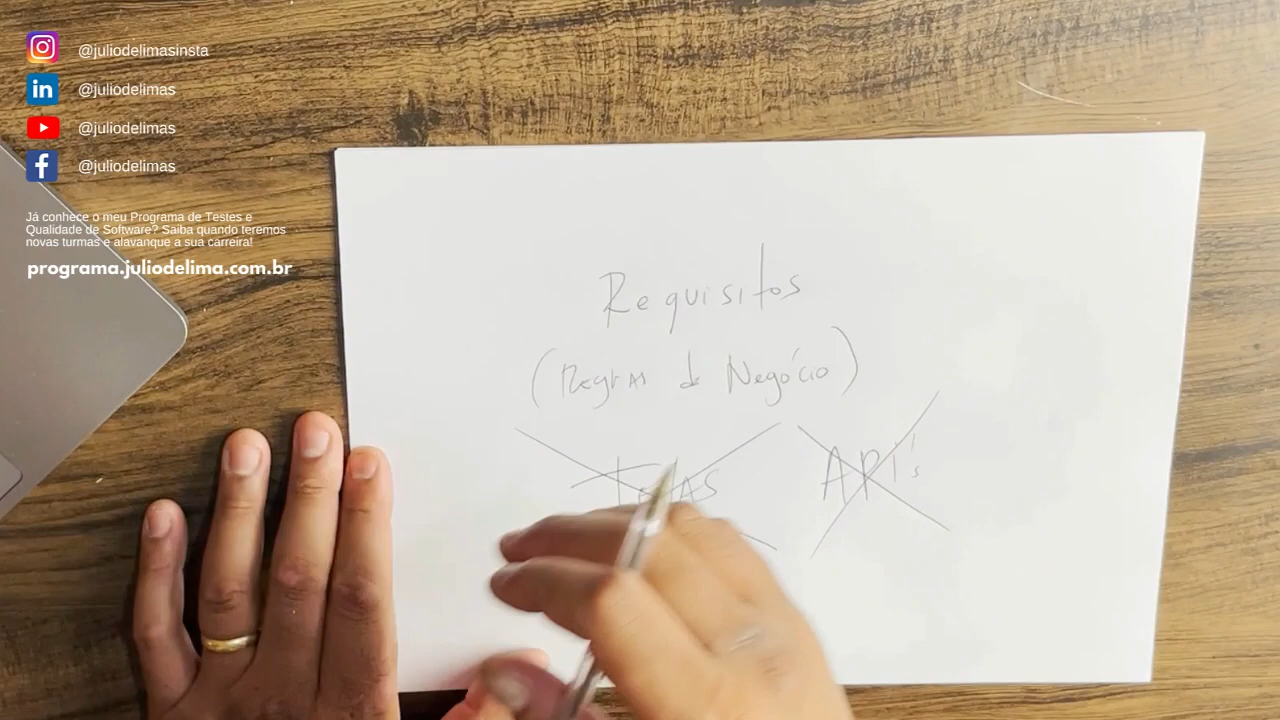 @juliodelimasinsta
@juliodelimas
@juliodelimas
@juliodelimas
Já conhece o meu Programa de Testes e
Qualidade de Software? Saiba quando teremos
novas turmas e alavanque a sua carreira!
programa.juliodelima.com.br
Requisitos
(Regras de Negócio)
Telas API's